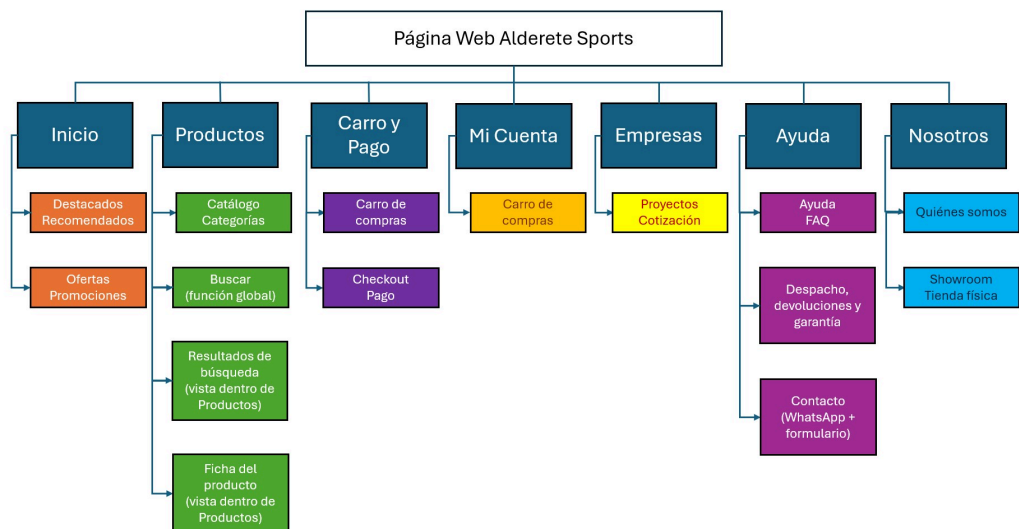 Página Web Alderete Sports
Inicio
Productos
Carro y
Pago
Mi Cuenta
Empresas
Ayuda
Nosotros
Destacados
Recomendados
Catálogo
Categorías
Carro de
compras
Carro de
compras
Proyectos
Cotización
Ayuda
FAQ
Quiénes somos
Ofertas
Promociones
Buscar
(función global)
Checkout
Pago
Despacho,
devoluciones y
garantía
Showroom
Tienda física
Resultados de
búsqueda
(vista dentro de
Productos)
Contacto
(WhatsApp +
formulario)
Ficha del
producto
(vista dentro de
Productos)